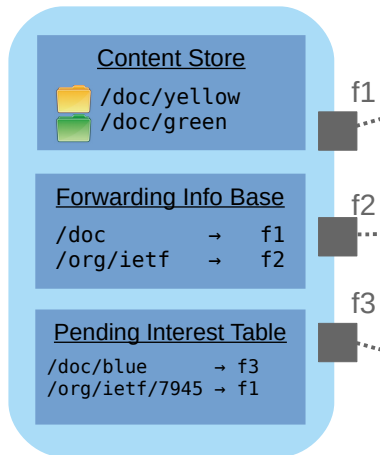 Content Store
/doc/yellow
/doc/green
f1
Forwarding Info Base
/doc → f1
/org/ietf → f2
f2
Pending Interest Table
/doc/blue → f3
/org/ietf/7945 → f1
f3